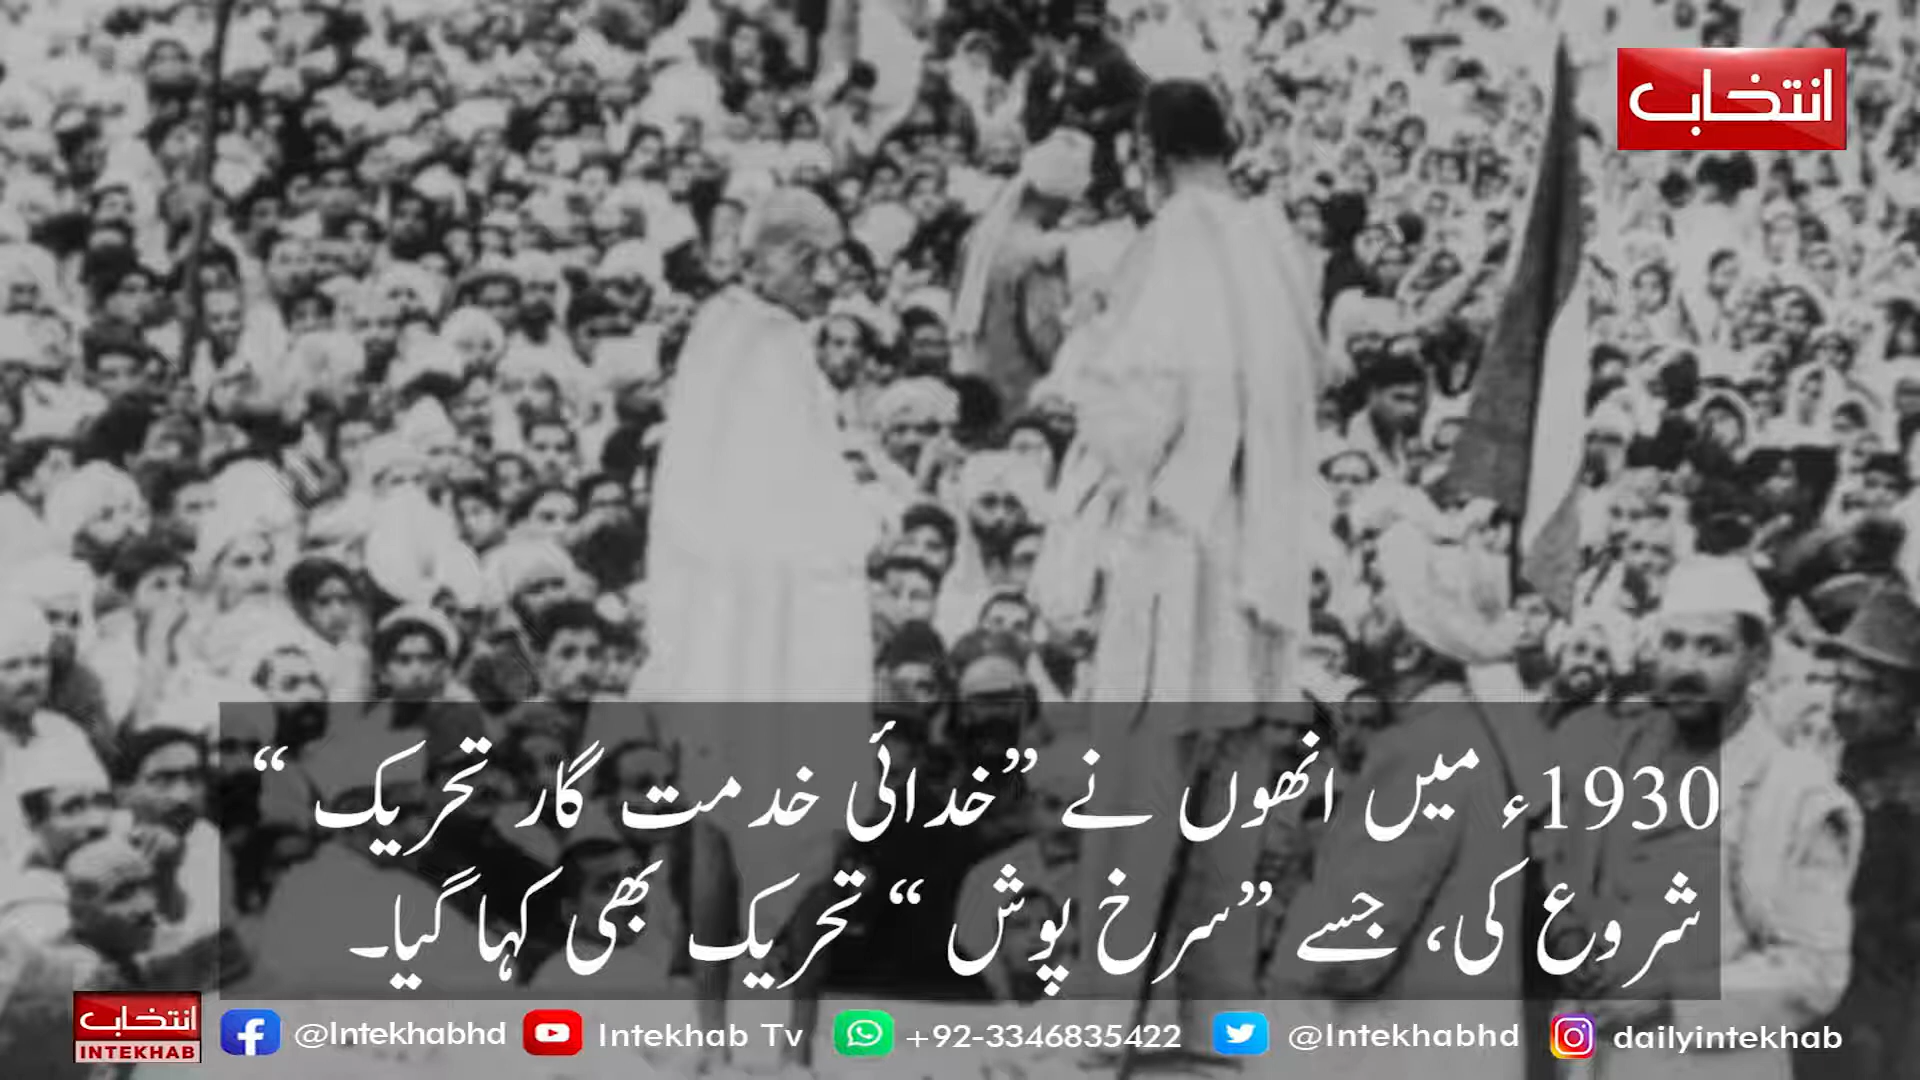 انتخاب
1930ء میں انھوں نے ”خدائی خدمت گار تحریک “
شروع کی، جسے ”سرخ پوش “ تحریک بھی کہا گیا۔
انتخاب
INTEKHAB
@Intekhabhd
Intekhab Tv
+92-3346835422
@Intekhabhd
dailyintekhab